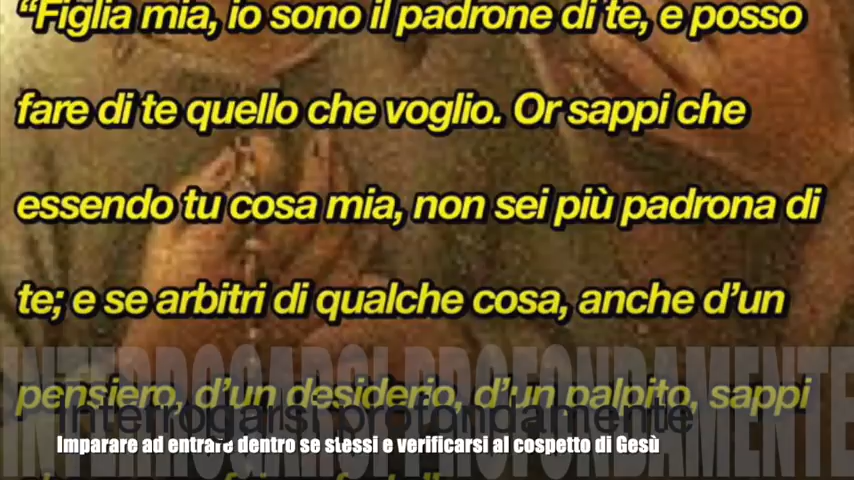 “Figlia mia, io sono il padrone di te, e posso
fare di te quello che voglio. Or sappi che
essendo tu cosa mia, non sei più padrona di
te; e se arbitri di qualche cosa, anche d’un
pensiero, d’un desiderio, d’un palpito, sappi
INTERROGARSI PROFONDAMENTE
interrogarsi profondamente
Imparare ad entrare dentro se stessi e verificarsi al cospetto di Gesù